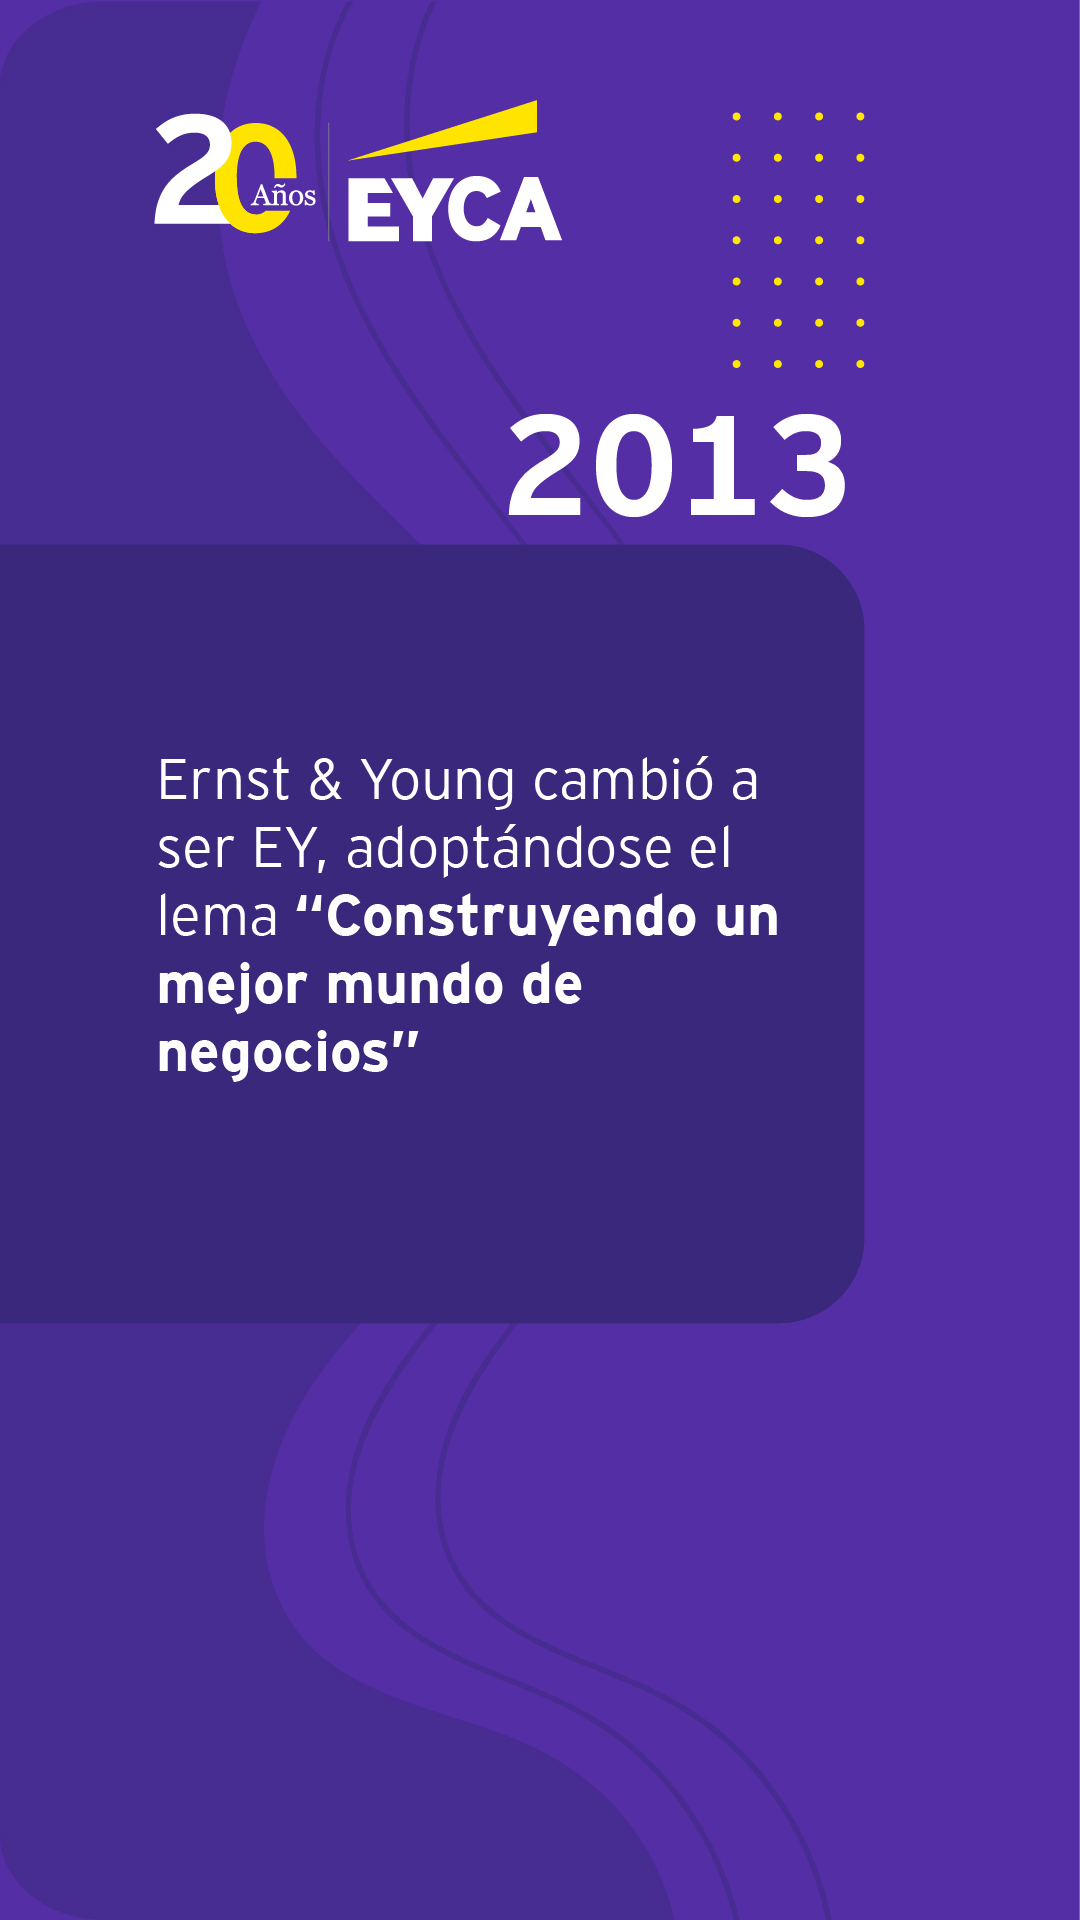 20
Años
EYCA
2013
Ernst & Young cambió a
ser EY, adoptándose el
lema “Construyendo un
mejor mundo de
negocios”